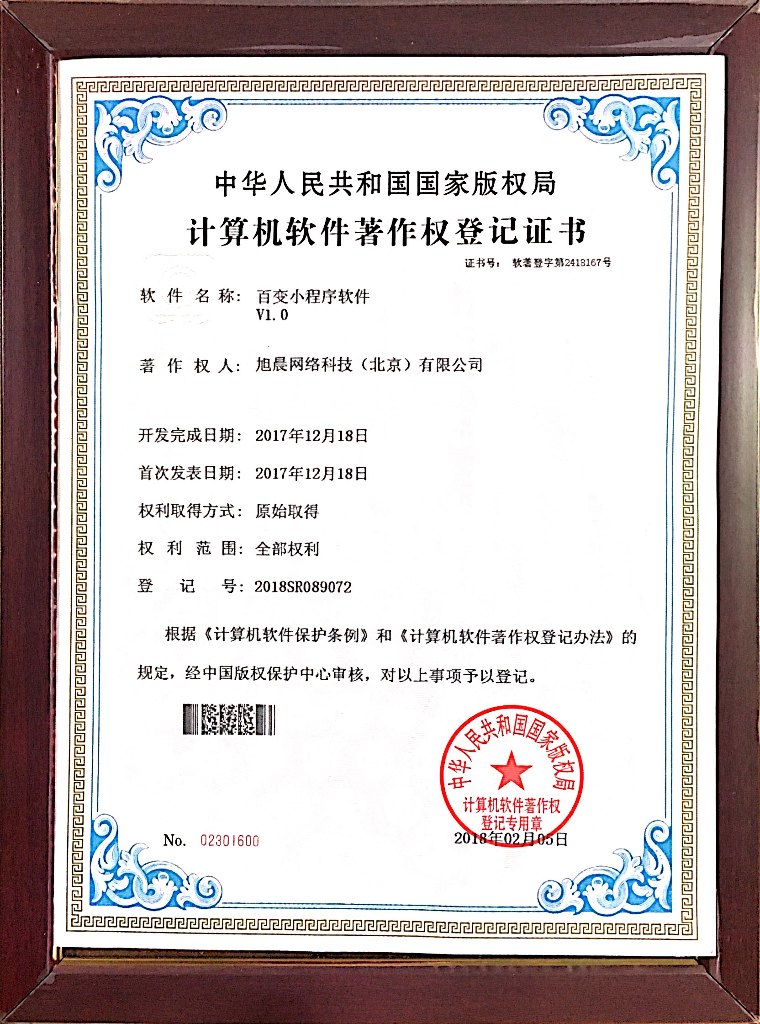 中华人民共和国国家版权局
计算机软件著作权登记证书
证书号： 软著登字第2418167号
软件名称： 百变小程序软件
V1.0
著作权人： 旭晨网络科技（北京）有限公司
开发完成日期： 2017年12月18日
首次发表日期： 2017年12月18日
权利取得方式： 原始取得
权利范围： 全部权利
登记号： 2018SR089072
根据《计算机软件保护条例》和《计算机软件著作权登记办法》的
规定，经中国版权保护中心审核，对以上事项予以登记。
中华人民共和国国家版权局
计算机软件著作权
登记专用章
No. 02301600
2018年02月05日